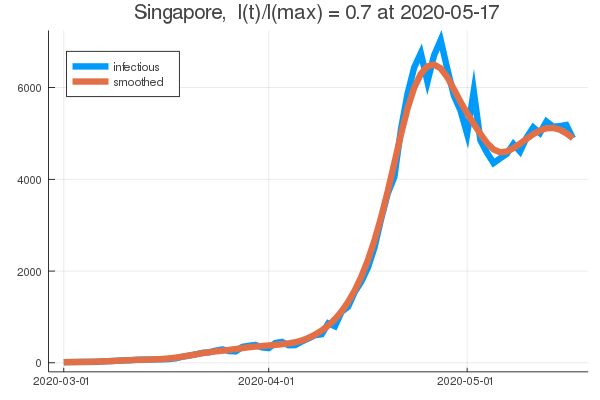 Singapore, I(t)/I(max) = 0.7 at 2020-05-17
infectious
smoothed
6000
4000
2000
0
2020-03-01 2020-04-01 2020-05-01